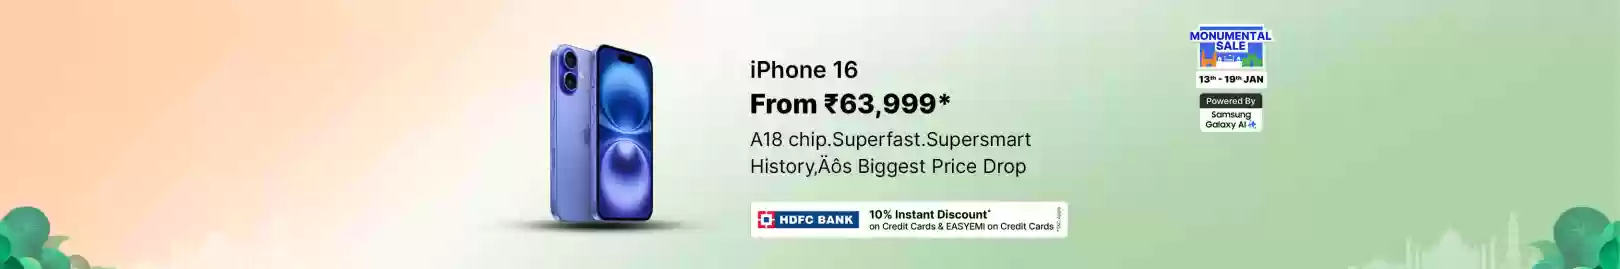 iPhone 16
From ₹63,999*
A18 chip.Superfast.Supersmart
History‚Äôs Biggest Price Drop
HDFC BANK
10% Instant Discount*
on Credit Cards & EASYEMI on Credit Cards
*T&C Apply
MONUMENTAL
SALE
13th - 19th JAN
Powered By
Samsung
Galaxy AI